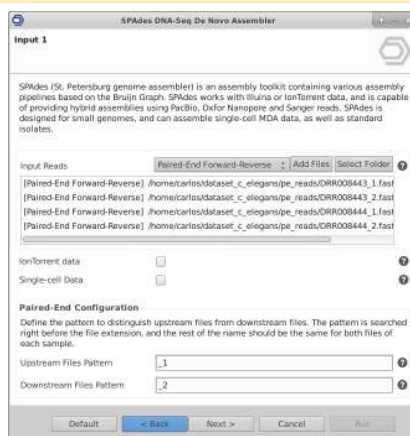 SPAdes DNA-Seq De Novo Assembler
Input 1
SPAdes (St. Petersburg genome assembler) is an assembly toolkit containing various assembly
pipelines based on the Bruijn Graph. SPAdes works with Illuina or IonTorrent data, and is capable
of providing hybrid assemblies using PacBio, Oxfor Nanopore and Sanger reads. SPAdes is
designed for small genomes, and can assemble single-cell MDA data, as well as standard
isolates.
Input Reads Paired-End Forward-Reverse Add Files Select Folder
[Paired-End Forward-Reverse] /home/carlos/dataset_c_elegans/pe_reads/DRR008443_1.fast
[Paired-End Forward-Reverse] /home/carlos/dataset_c_elegans/pe_reads/DRR008443_2.fast
[Paired-End Forward-Reverse] /home/carlos/dataset_c_elegans/pe_reads/DRR008444_1.fast
[Paired-End Forward-Reverse] /home/carlos/dataset_c_elegans/pe_reads/DRR008444_2.fast
IonTorrent data
Single-cell Data
Paired-End Configuration
Define the pattern to distinguish upstream files from downstream files. The pattern is searched
right before the file extension, and the rest of the name should be the same for both files of
each sample.
Upstream Files Pattern _1
Downstream Files Pattern _2
Default < Back Next > Cancel Run